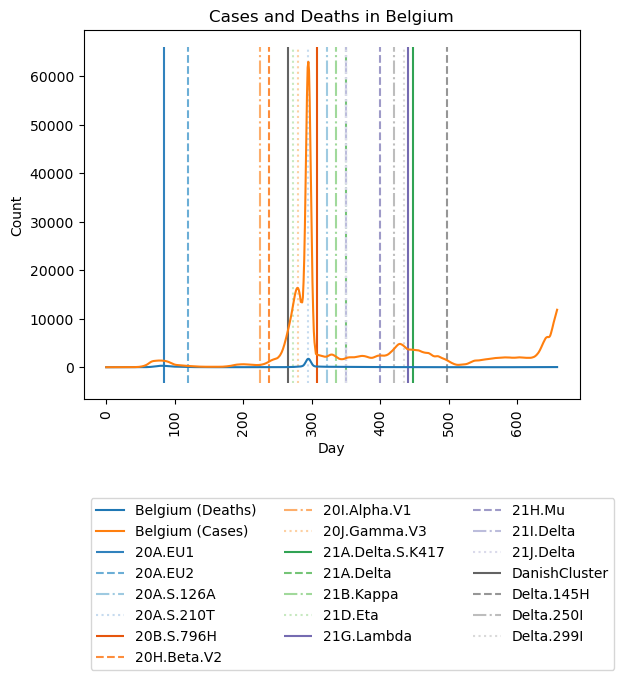 Cases and Deaths in Belgium
Count
60000
50000
40000
30000
20000
10000
0
0 100 200 300 400 500 600
Day
Belgium (Deaths)
Belgium (Cases)
20A.EU1
20A.EU2
20A.S.126A
20A.S.210T
20B.S.796H
20H.Beta.V2
20I.Alpha.V1
20J.Gamma.V3
21A.Delta.S.K417
21A.Delta
21B.Kappa
21D.Eta
21G.Lambda
21H.Mu
21I.Delta
21J.Delta
DanishCluster
Delta.145H
Delta.250I
Delta.299I